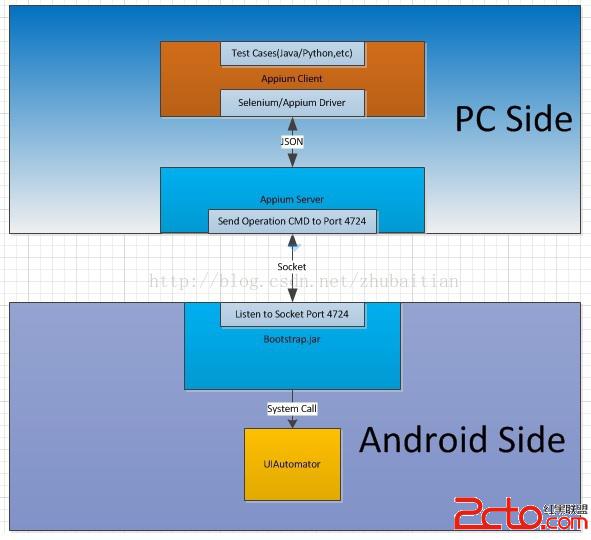 Test Cases(Java/Python,etc)
Appium Client
Selenium/Appium Driver
PC Side
JSON
Appium Server
Send Operation CMD to Port 4724
Socket
http://blog.csdn.net/zhubaitian
Listen to Socket Port 4724
Bootstrap.jar
System Call
Android Side
UIAutomator
2cto.com
红黑联盟